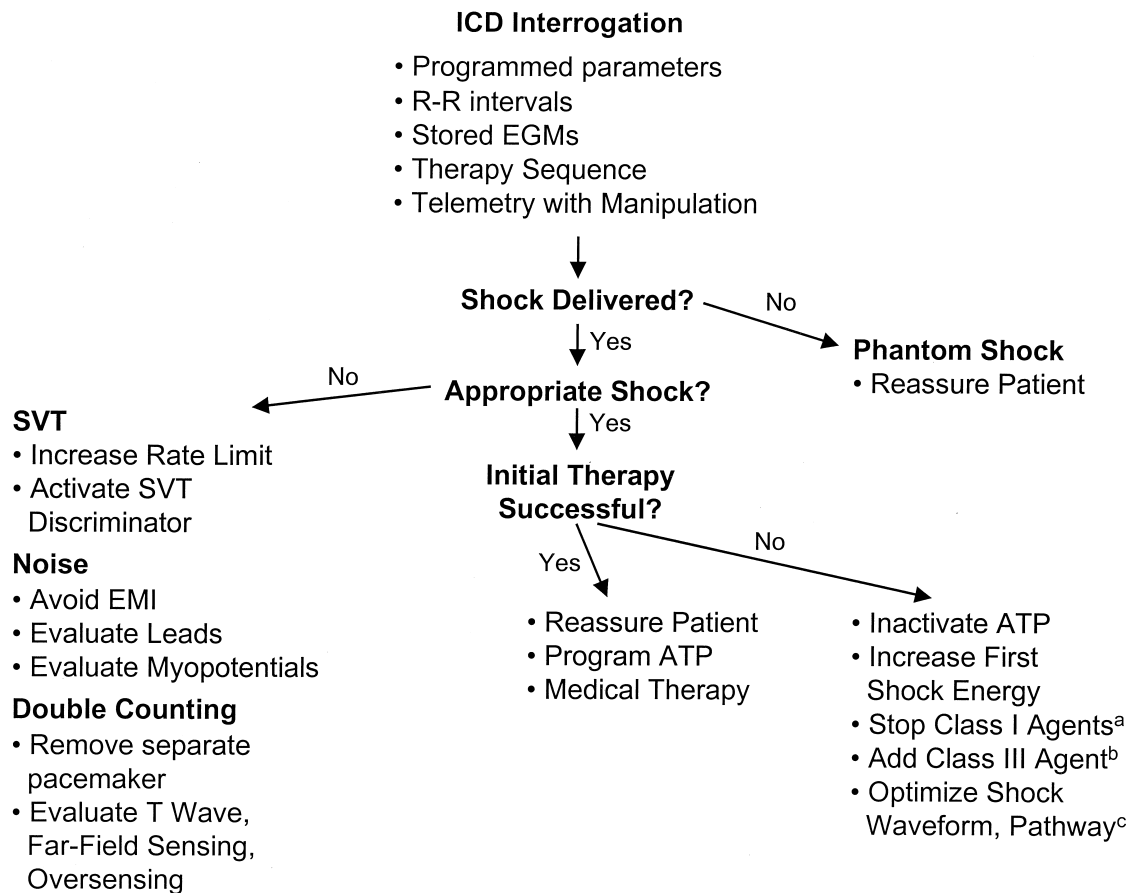 ICD Interrogation
• Programmed parameters
• R-R intervals
• Stored EGMs
• Therapy Sequence
• Telemetry with Manipulation
Shock Delivered?
No
Yes
Phantom Shock
• Reassure Patient
Appropriate Shock?
No
Yes
SVT
• Increase Rate Limit
• Activate SVT
Discriminator
Noise
• Avoid EMI
• Evaluate Leads
• Evaluate Myopotentials
Double Counting
• Remove separate
pacemaker
• Evaluate T Wave,
Far-Field Sensing,
Oversensing
Initial Therapy
Successful?
Yes
No
• Reassure Patient
• Program ATP
• Medical Therapy
• Inactivate ATP
• Increase First
Shock Energy
• Stop Class I Agentsᵃ
• Add Class III Agentᵇ
• Optimize Shock
Waveform, Pathwayᶜ